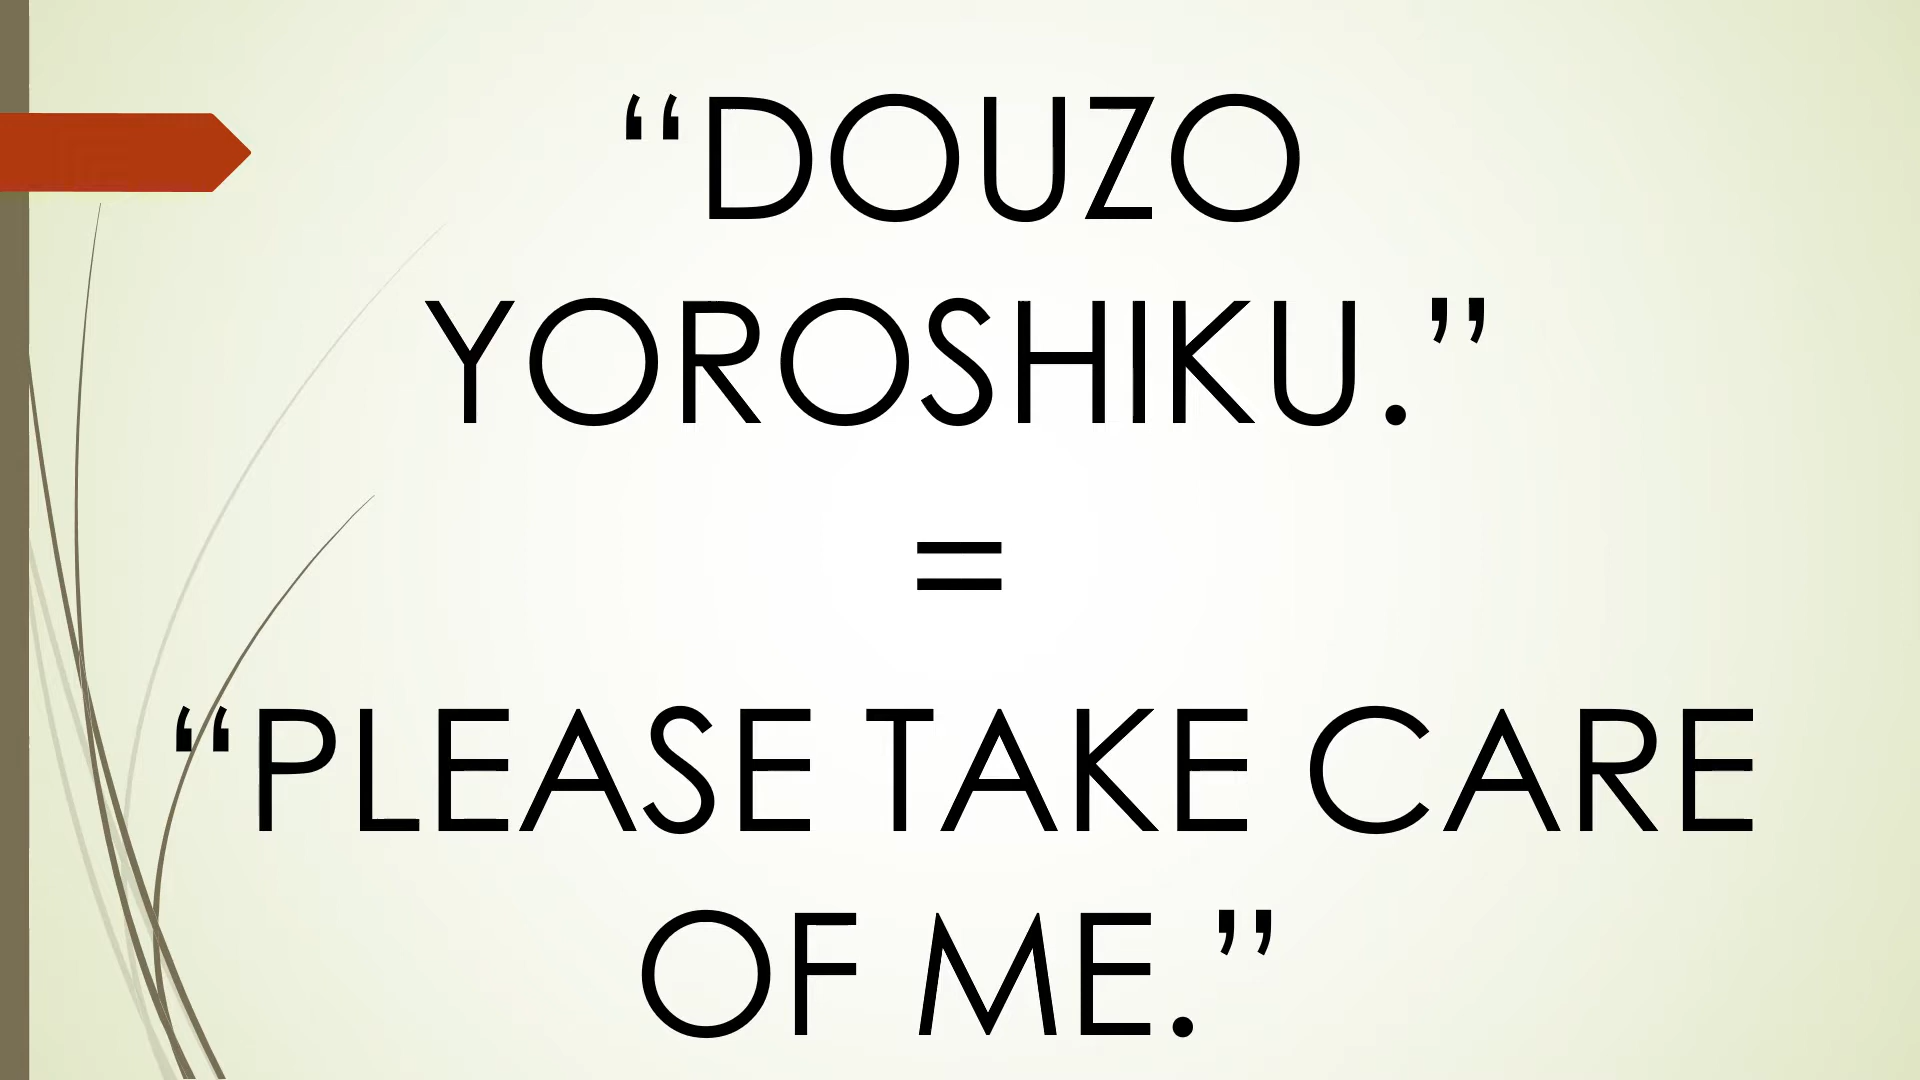 “DOUZO
YOROSHIKU.”
=
“PLEASE TAKE CARE
OF ME.”